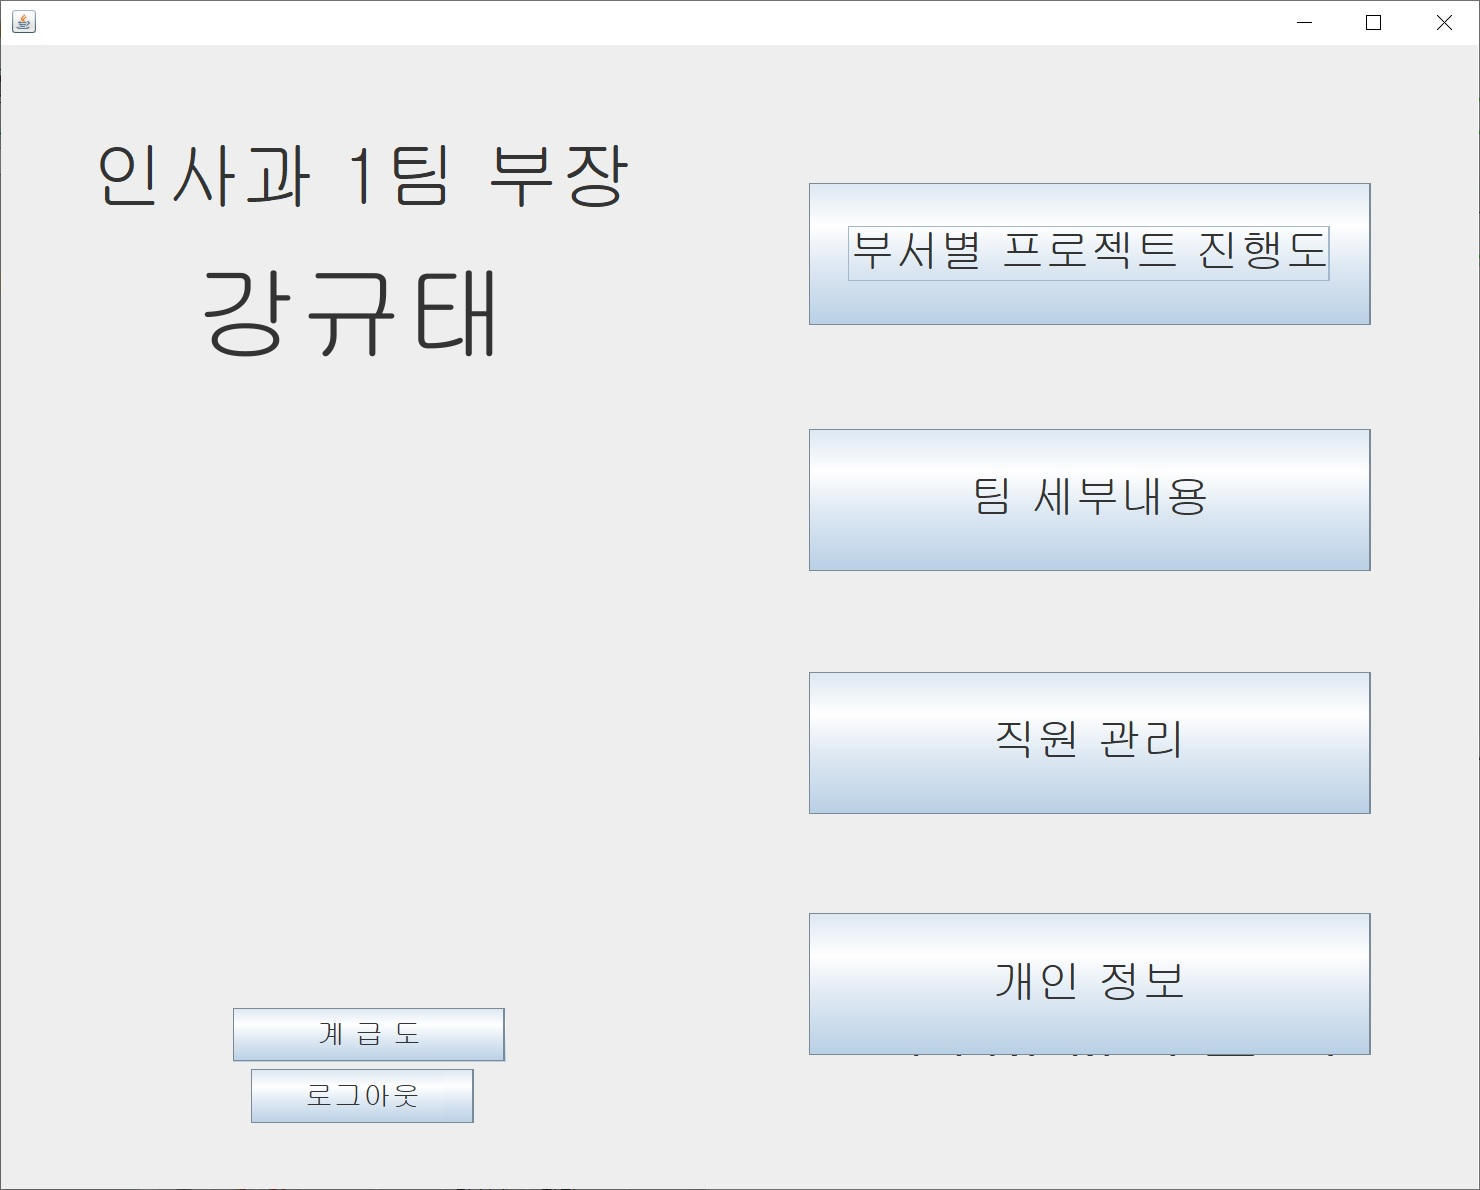 인사과 1팀 부장
강규태
부서별 프로젝트 진행도
팀 세부내용
직원 관리
개인 정보
계 급 도
로그아웃